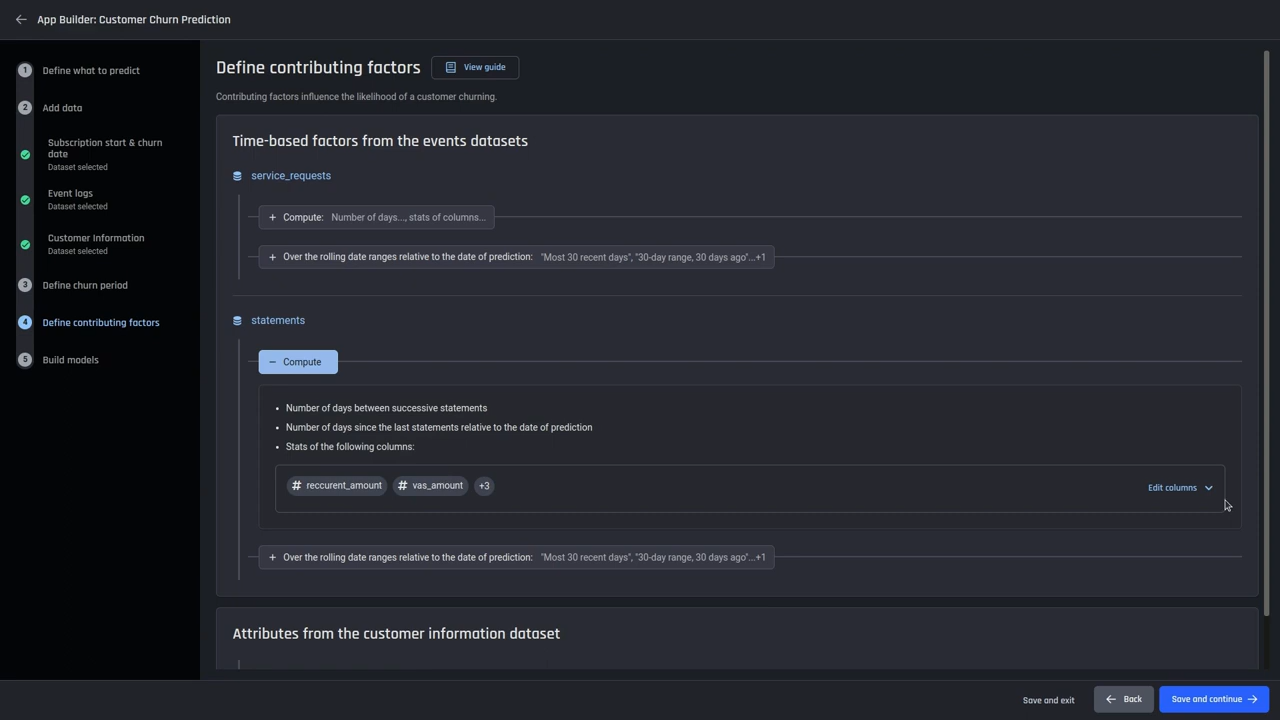 App Builder: Customer Churn Prediction
1 Define what to predict
2 Add data
Subscription start & churn
date
Dataset selected
Event logs
Dataset selected
Customer Information
Dataset selected
3 Define churn period
4 Define contributing factors
5 Build models
Define contributing factors
View guide
Contributing factors influence the likelihood of a customer churning.
Time-based factors from the events datasets
service_requests
+ Compute: Number of days..., stats of columns...
+ Over the rolling date ranges relative to the date of prediction: "Most 30 recent days", "30-day range, 30 days ago"...+1
statements
− Compute
• Number of days between successive statements
• Number of days since the last statements relative to the date of prediction
• Stats of the following columns:
# reccurent_amount # vas_amount +3
Edit columns
+ Over the rolling date ranges relative to the date of prediction: "Most 30 recent days", "30-day range, 30 days ago"...+1
Attributes from the customer information dataset
Save and exit
Back
Save and continue